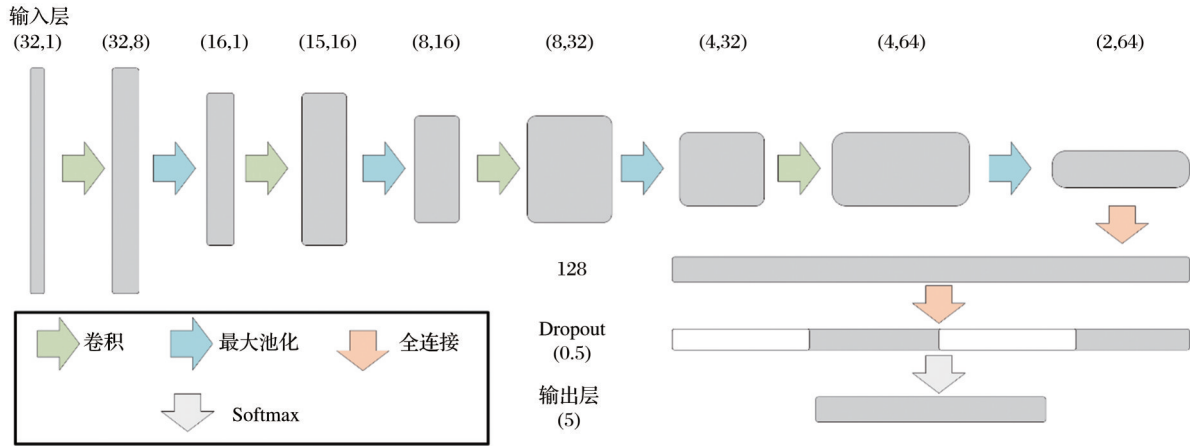 输入层
(32,1) (32,8) (16,1) (15,16) (8,16) (8,32) (4,32) (4,64) (2,64)
128
卷积 最大池化 全连接
Softmax
Dropout
(0.5)
输出层
(5)